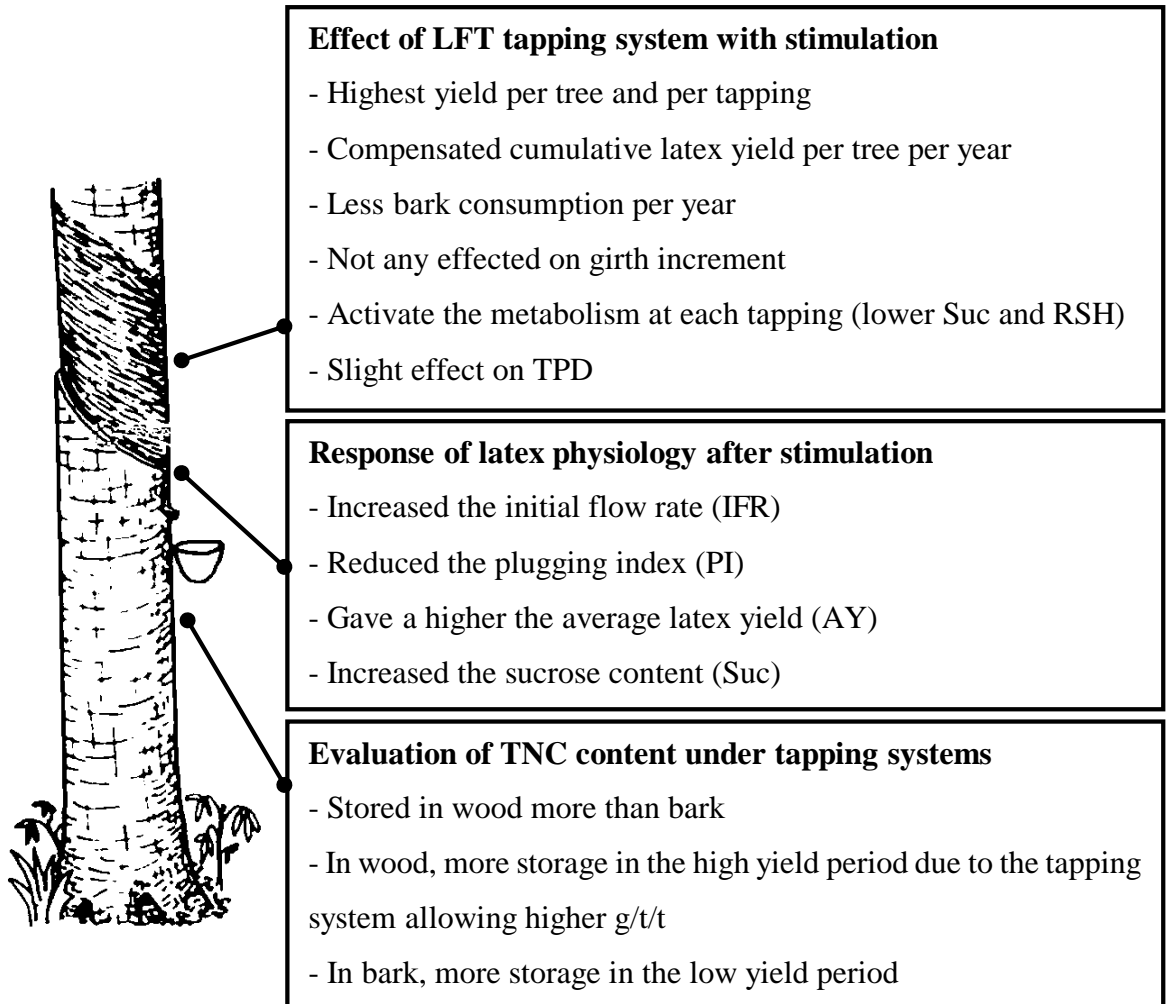 Effect of LFT tapping system with stimulation
- Highest yield per tree and per tapping
- Compensated cumulative latex yield per tree per year
- Less bark consumption per year
- Not any effected on girth increment
- Activate the metabolism at each tapping (lower Suc and RSH)
- Slight effect on TPD
Response of latex physiology after stimulation
- Increased the initial flow rate (IFR)
- Reduced the plugging index (PI)
- Gave a higher the average latex yield (AY)
- Increased the sucrose content (Suc)
Evaluation of TNC content under tapping systems
- Stored in wood more than bark
- In wood, more storage in the high yield period due to the tapping
system allowing higher g/t/t
- In bark, more storage in the low yield period